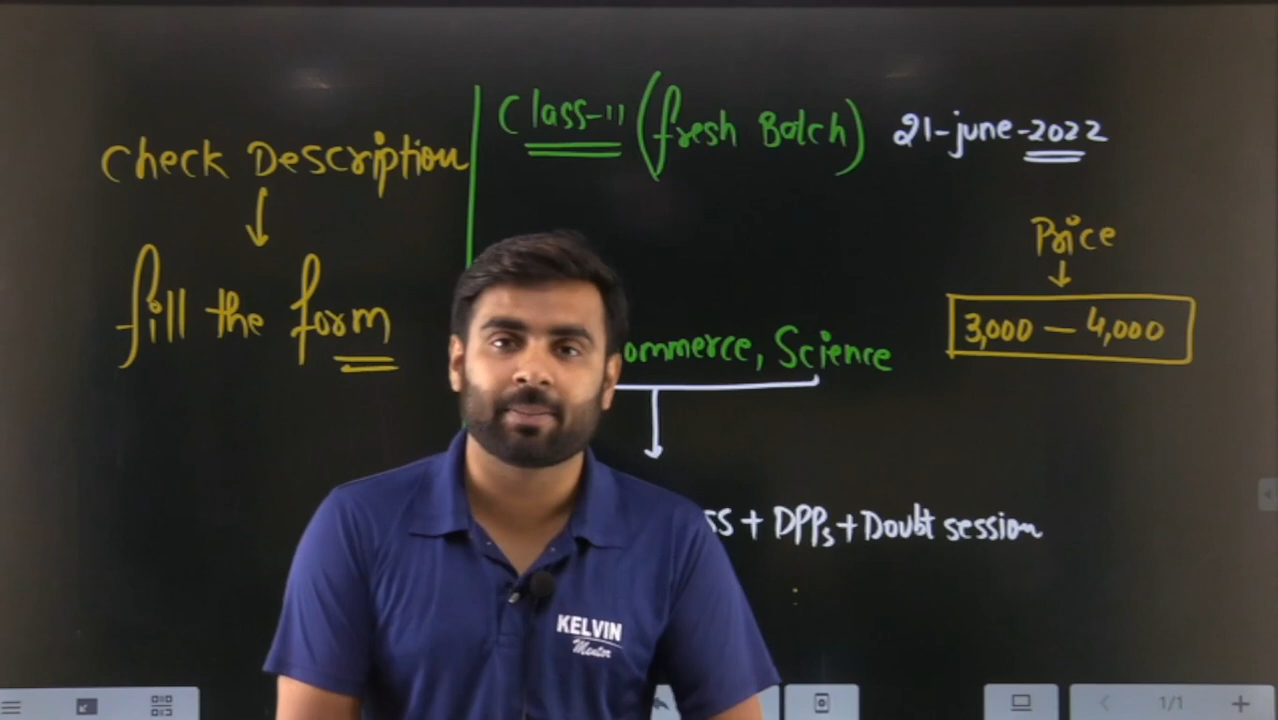 Check Description
↓
fill the form
Class-11 (fresh Batch) 21-june-2022
Price
↓
3,000 — 4,000
ommerce, Science
↓
ss + DPPs + Doubt session
KELVIN
Mentor
1/1